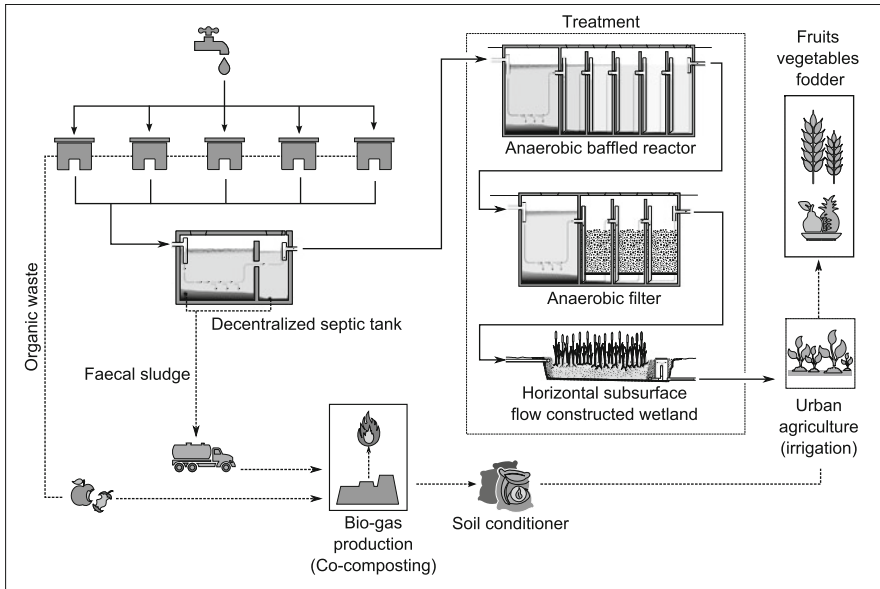 Treatment
Fruits
vegetables
fodder
Anaerobic baffled reactor
Anaerobic filter
Decentralized septic tank
Organic waste
Faecal sludge
Horizontal subsurface
flow constructed wetland
Urban
agriculture
(irrigation)
Bio-gas
production
(Co-composting)
Soil conditioner